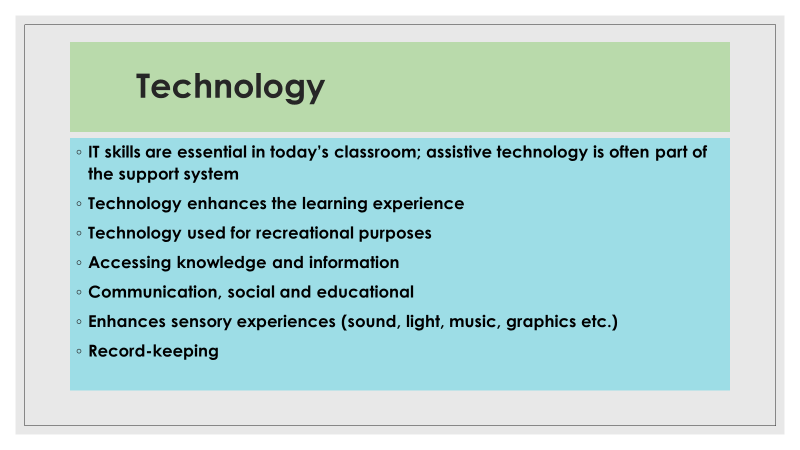 Technology
◦ IT skills are essential in today's classroom; assistive technology is often part of
the support system
◦ Technology enhances the learning experience
◦ Technology used for recreational purposes
◦ Accessing knowledge and information
◦ Communication, social and educational
◦ Enhances sensory experiences (sound, light, music, graphics etc.)
◦ Record-keeping